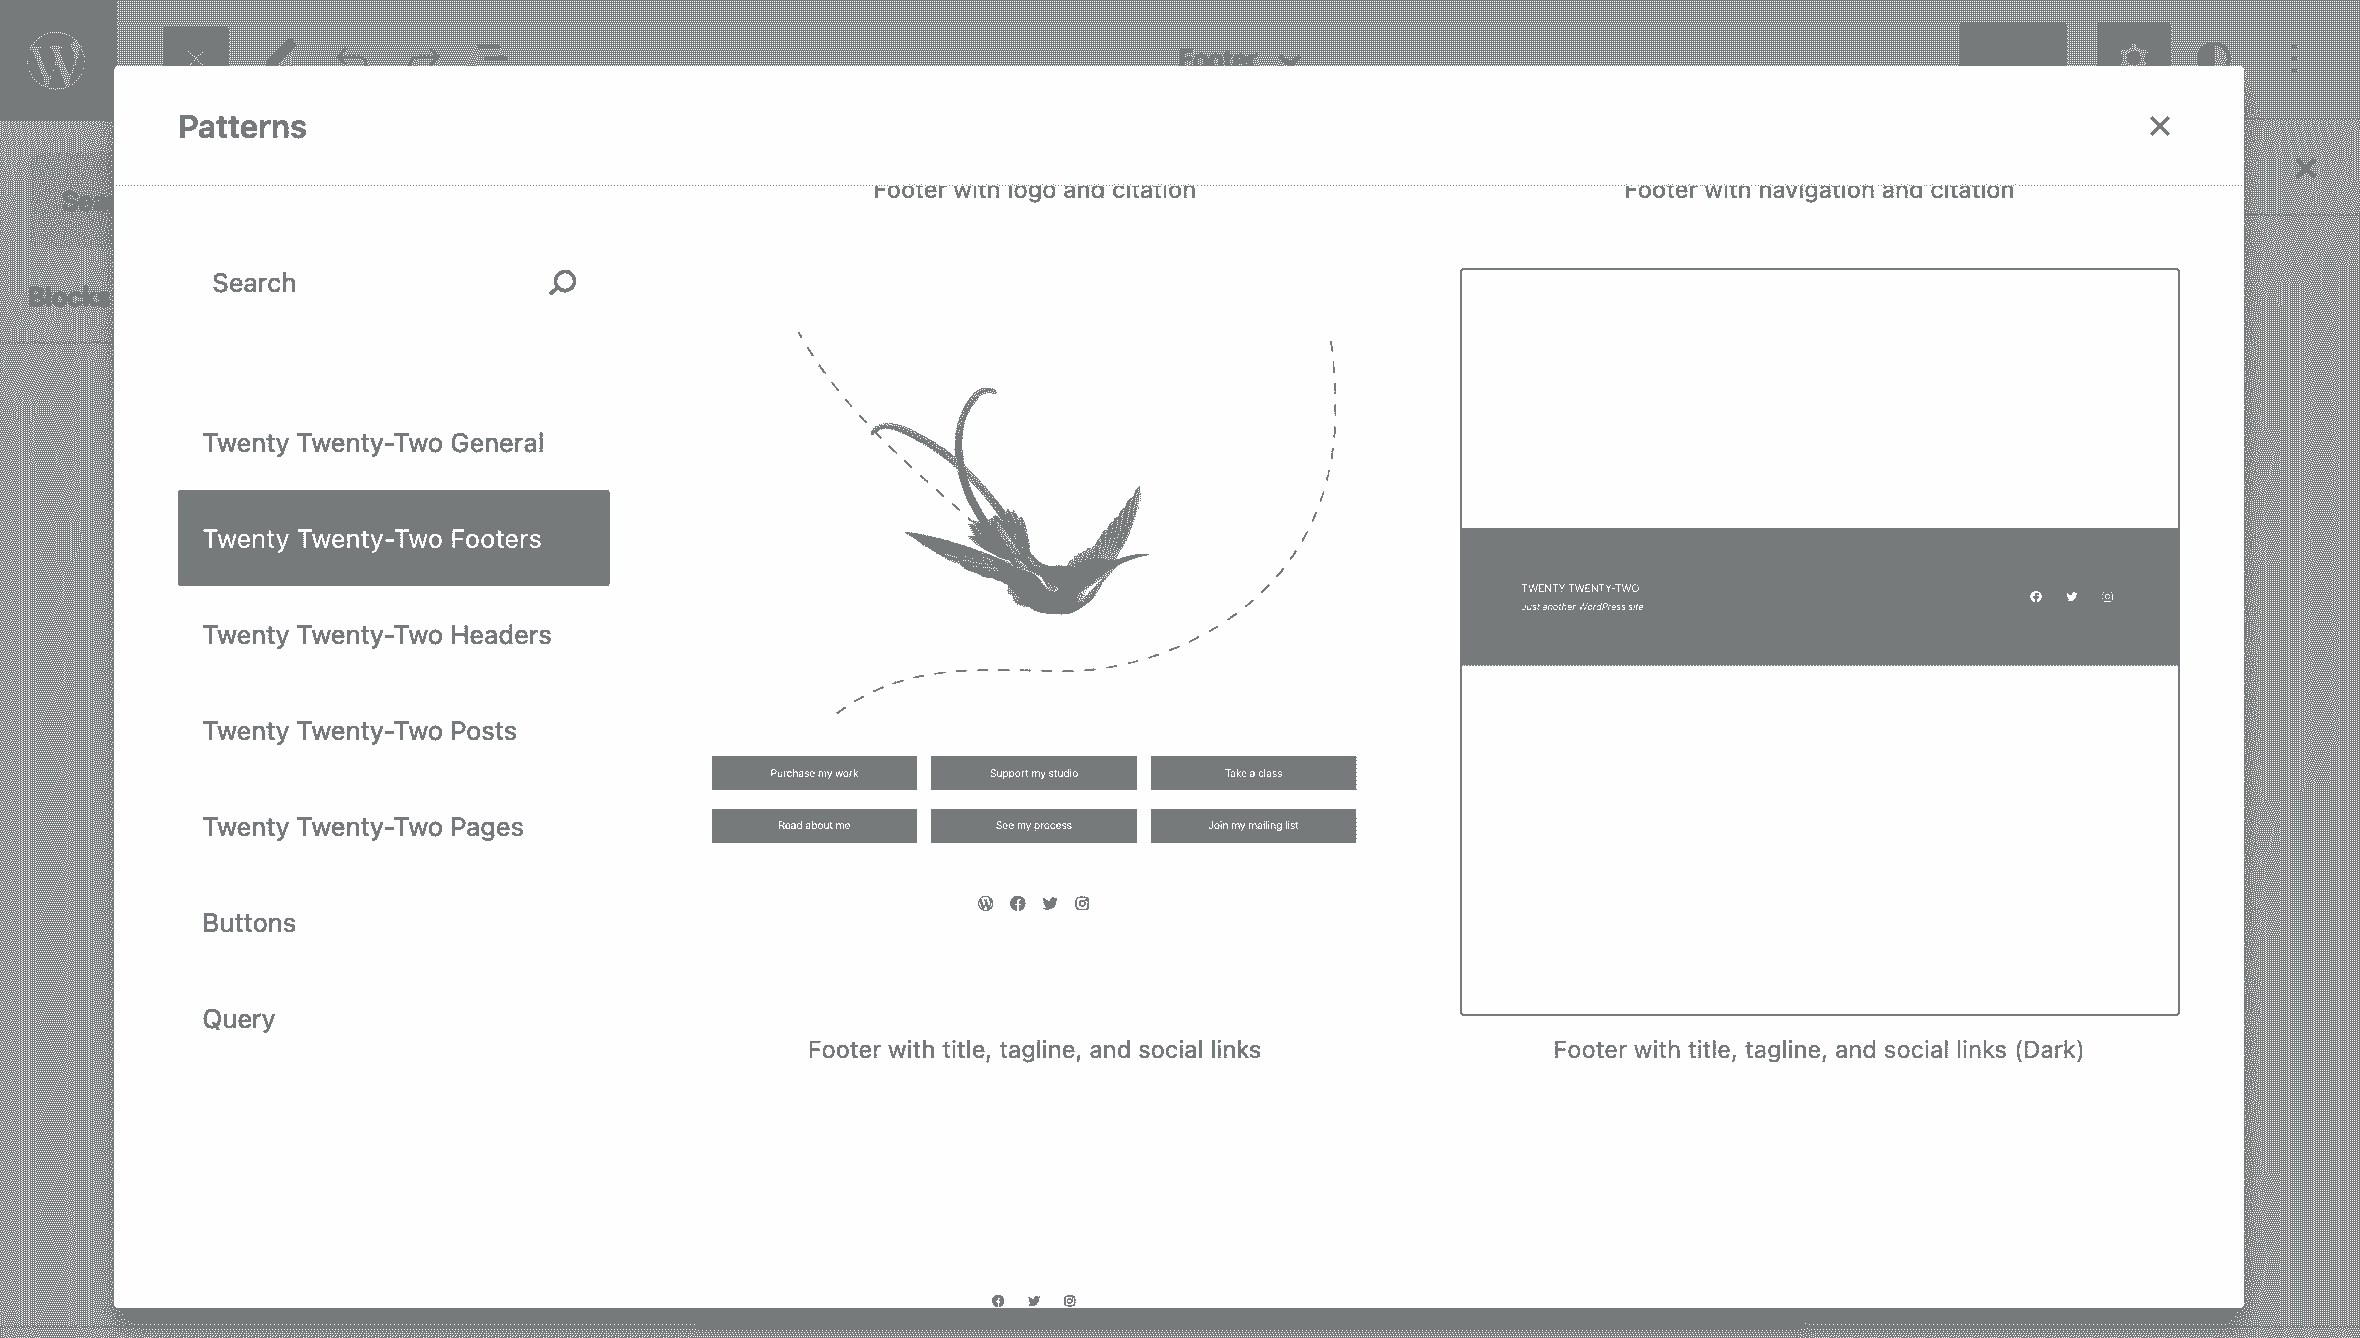 Footer
Patterns
Footer with logo and citation
Footer with navigation and citation
Search
Blocks
Twenty Twenty-Two General
Twenty Twenty-Two Footers
Twenty Twenty-Two Headers
Twenty Twenty-Two Posts
Twenty Twenty-Two Pages
Buttons
Query
Purchase my work
Support my studio
Take a class
Read about me
See my process
Join my mailing list
Footer with title, tagline, and social links
TWENTY TWENTY-TWO
Just another WordPress site
Footer with title, tagline, and social links (Dark)